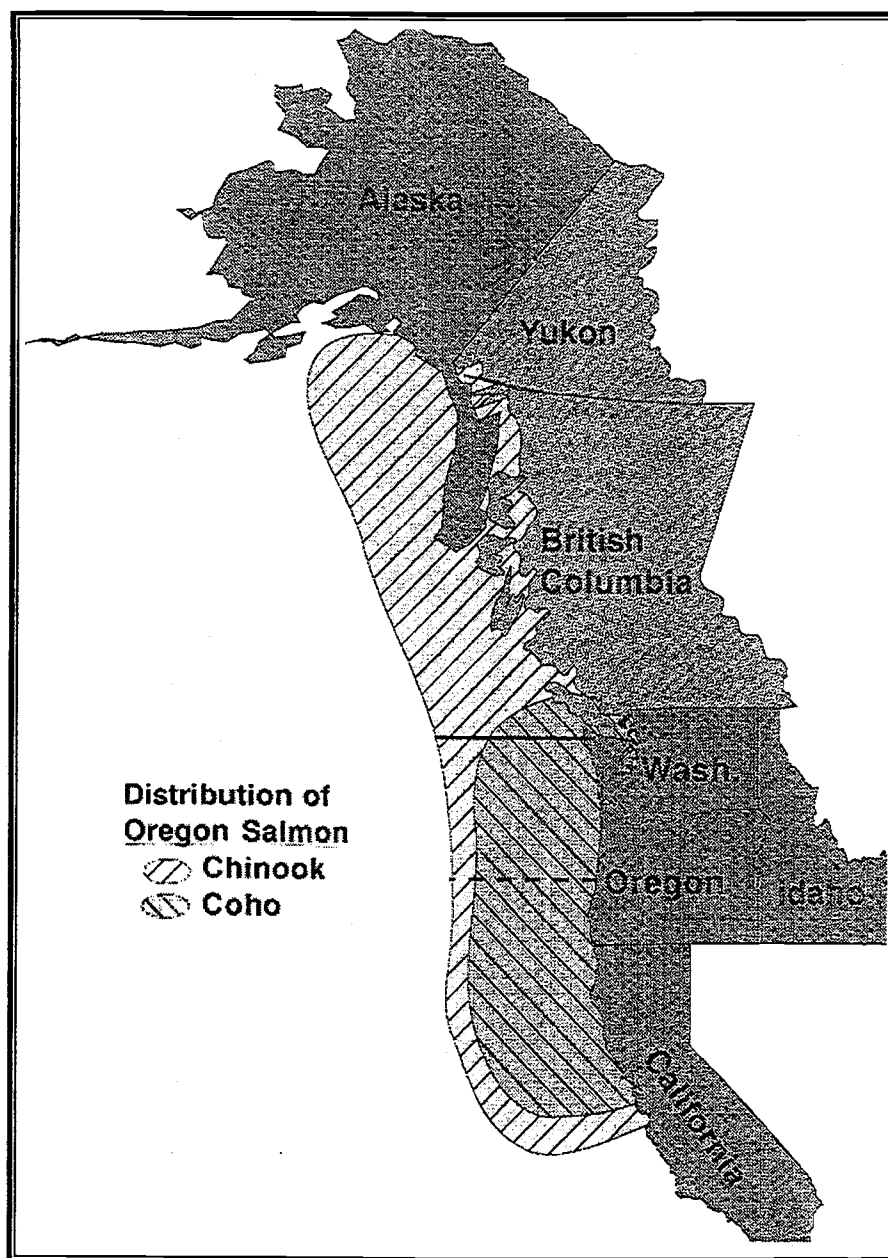 Alaska
Yukon
British
Columbia
Wash.
Oregon
Idaho
California
Distribution of
Oregon Salmon
Chinook
Coho